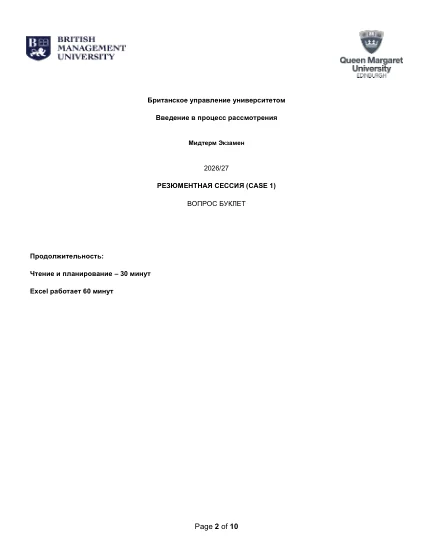 BRITISH
MANAGEMENT
UNIVERSITY
Queen Margaret
University
EDINBURGH
Британское управление университетом
Введение в процесс рассмотрения
Мидтерм Экзамен
2026/27
РЕЗЮМЕНТНАЯ СЕССИЯ (CASE 1)
ВОПРОС БУКЛЕТ
Продолжительность:
Чтение и планирование – 30 минут
Excel работает 60 минут
Page 2 of 10